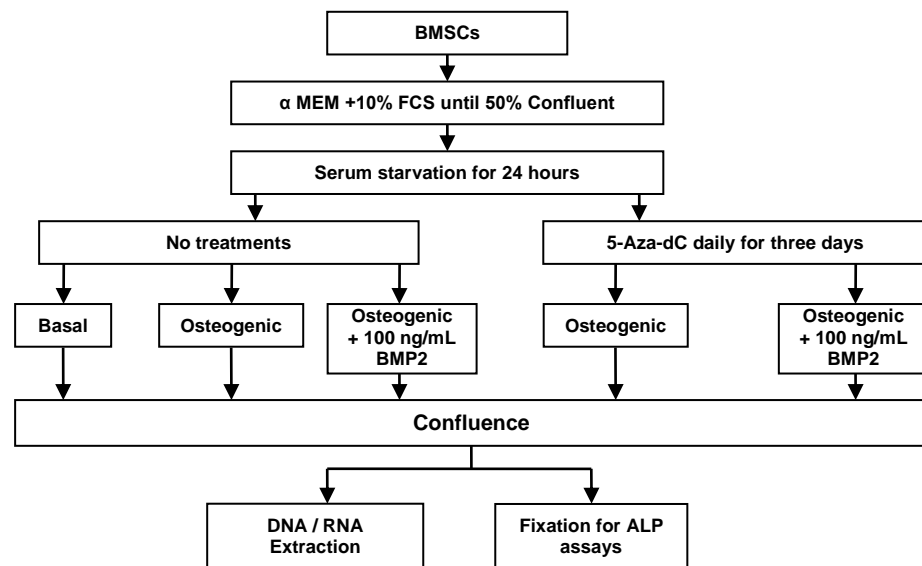 BMSCs
α MEM +10% FCS until 50% Confluent
Serum starvation for 24 hours
No treatments
5-Aza-dC daily for three days
Basal
Osteogenic
Osteogenic
+ 100 ng/mL
BMP2
Osteogenic
Osteogenic
+ 100 ng/mL
BMP2
Confluence
DNA / RNA
Extraction
Fixation for ALP
assays